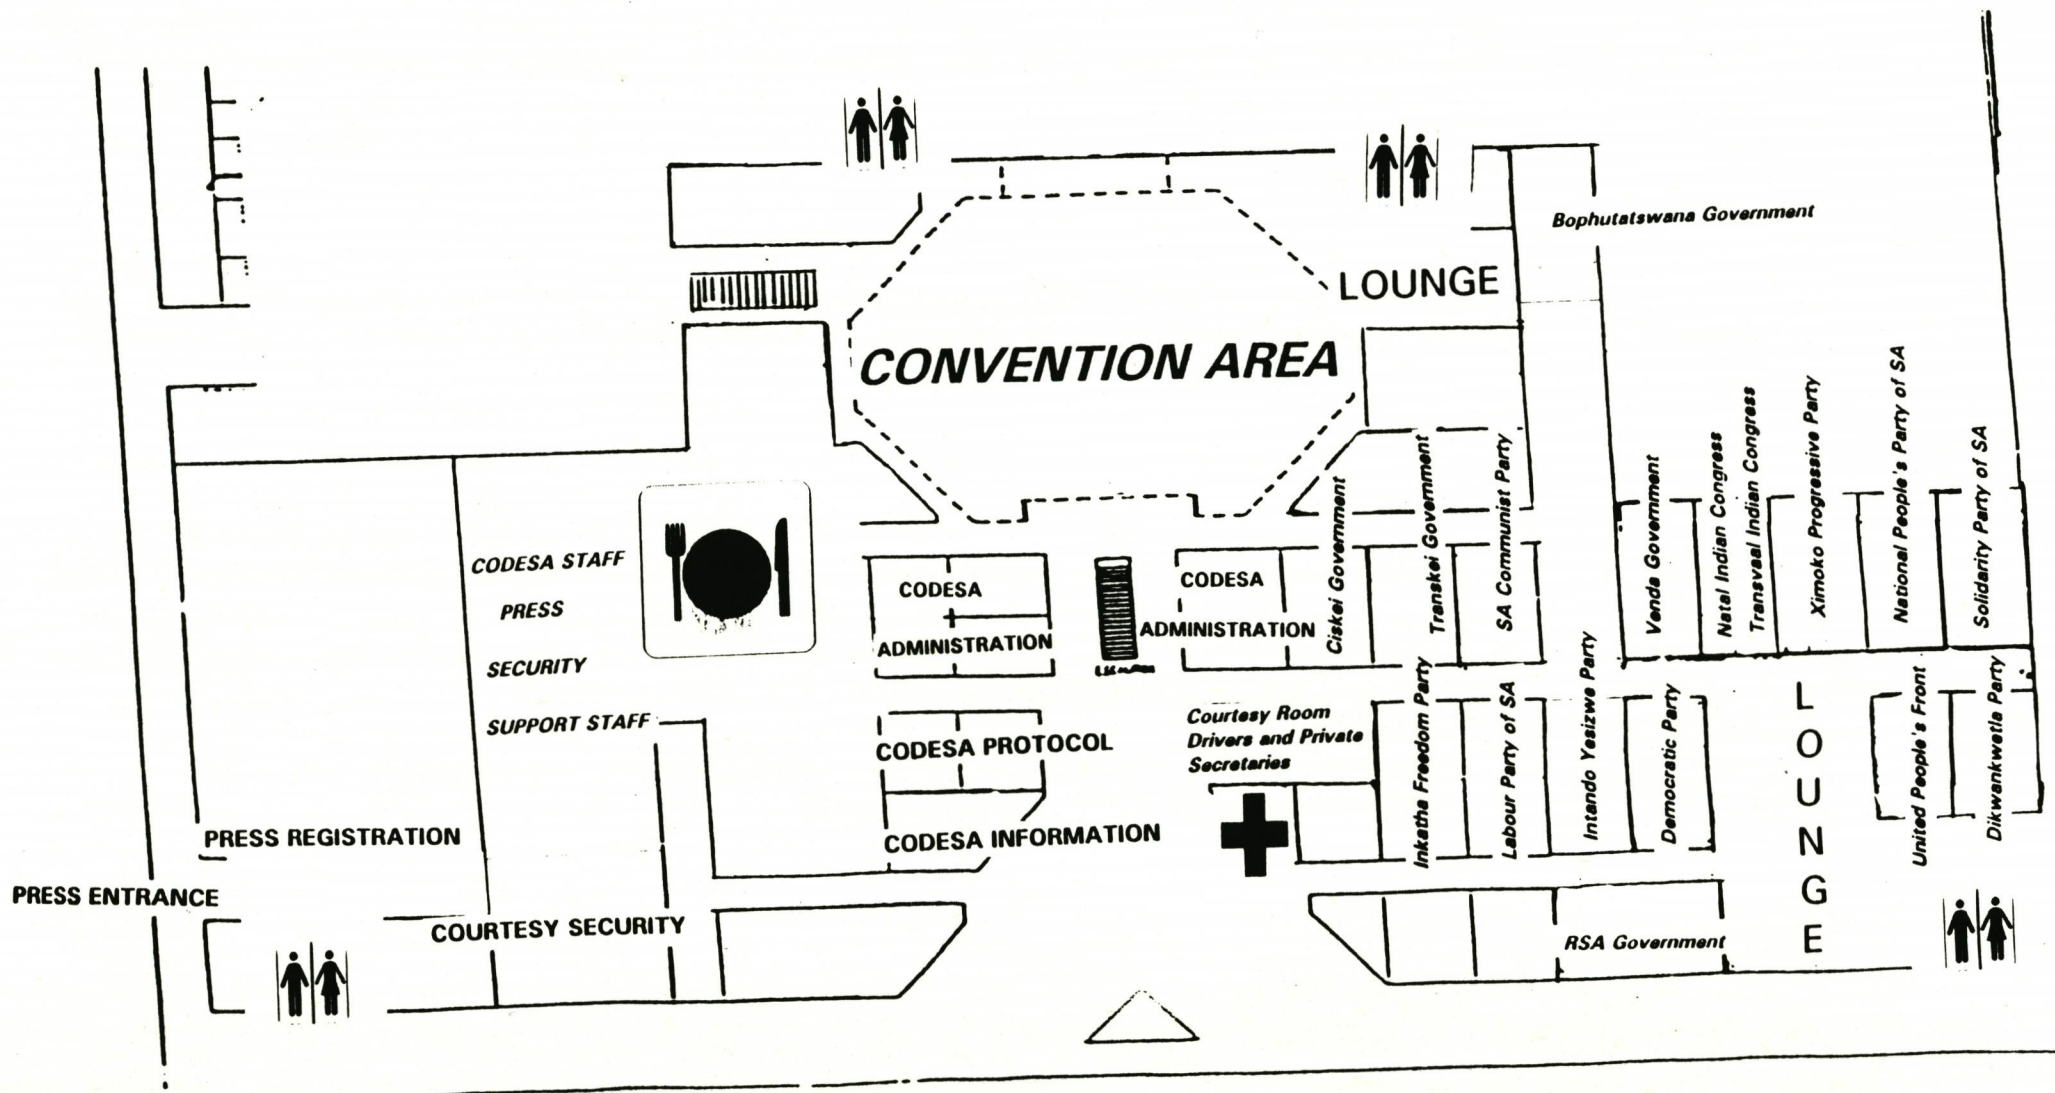 Bophutatswana Government
LOUNGE
CONVENTION AREA
Ciskei Government
Transkei Government
SA Communist Party
Venda Government
Natal Indian Congress
Transvaal Indian Congress
Ximoko Progressive Party
National People's Party of SA
Solidarity Party of SA
CODESA STAFF
PRESS
SECURITY
SUPPORT STAFF
CODESA
ADMINISTRATION
CODESA
ADMINISTRATION
CODESA PROTOCOL
CODESA INFORMATION
Courtesy Room
Drivers and Private
Secretaries
Inkatha Freedom Party
Labour Party of SA
Intando Yesizwe Party
Democratic Party
LOUNGE
United People's Front
Dikwankwetla Party
PRESS REGISTRATION
PRESS ENTRANCE
COURTESY SECURITY
RSA Government